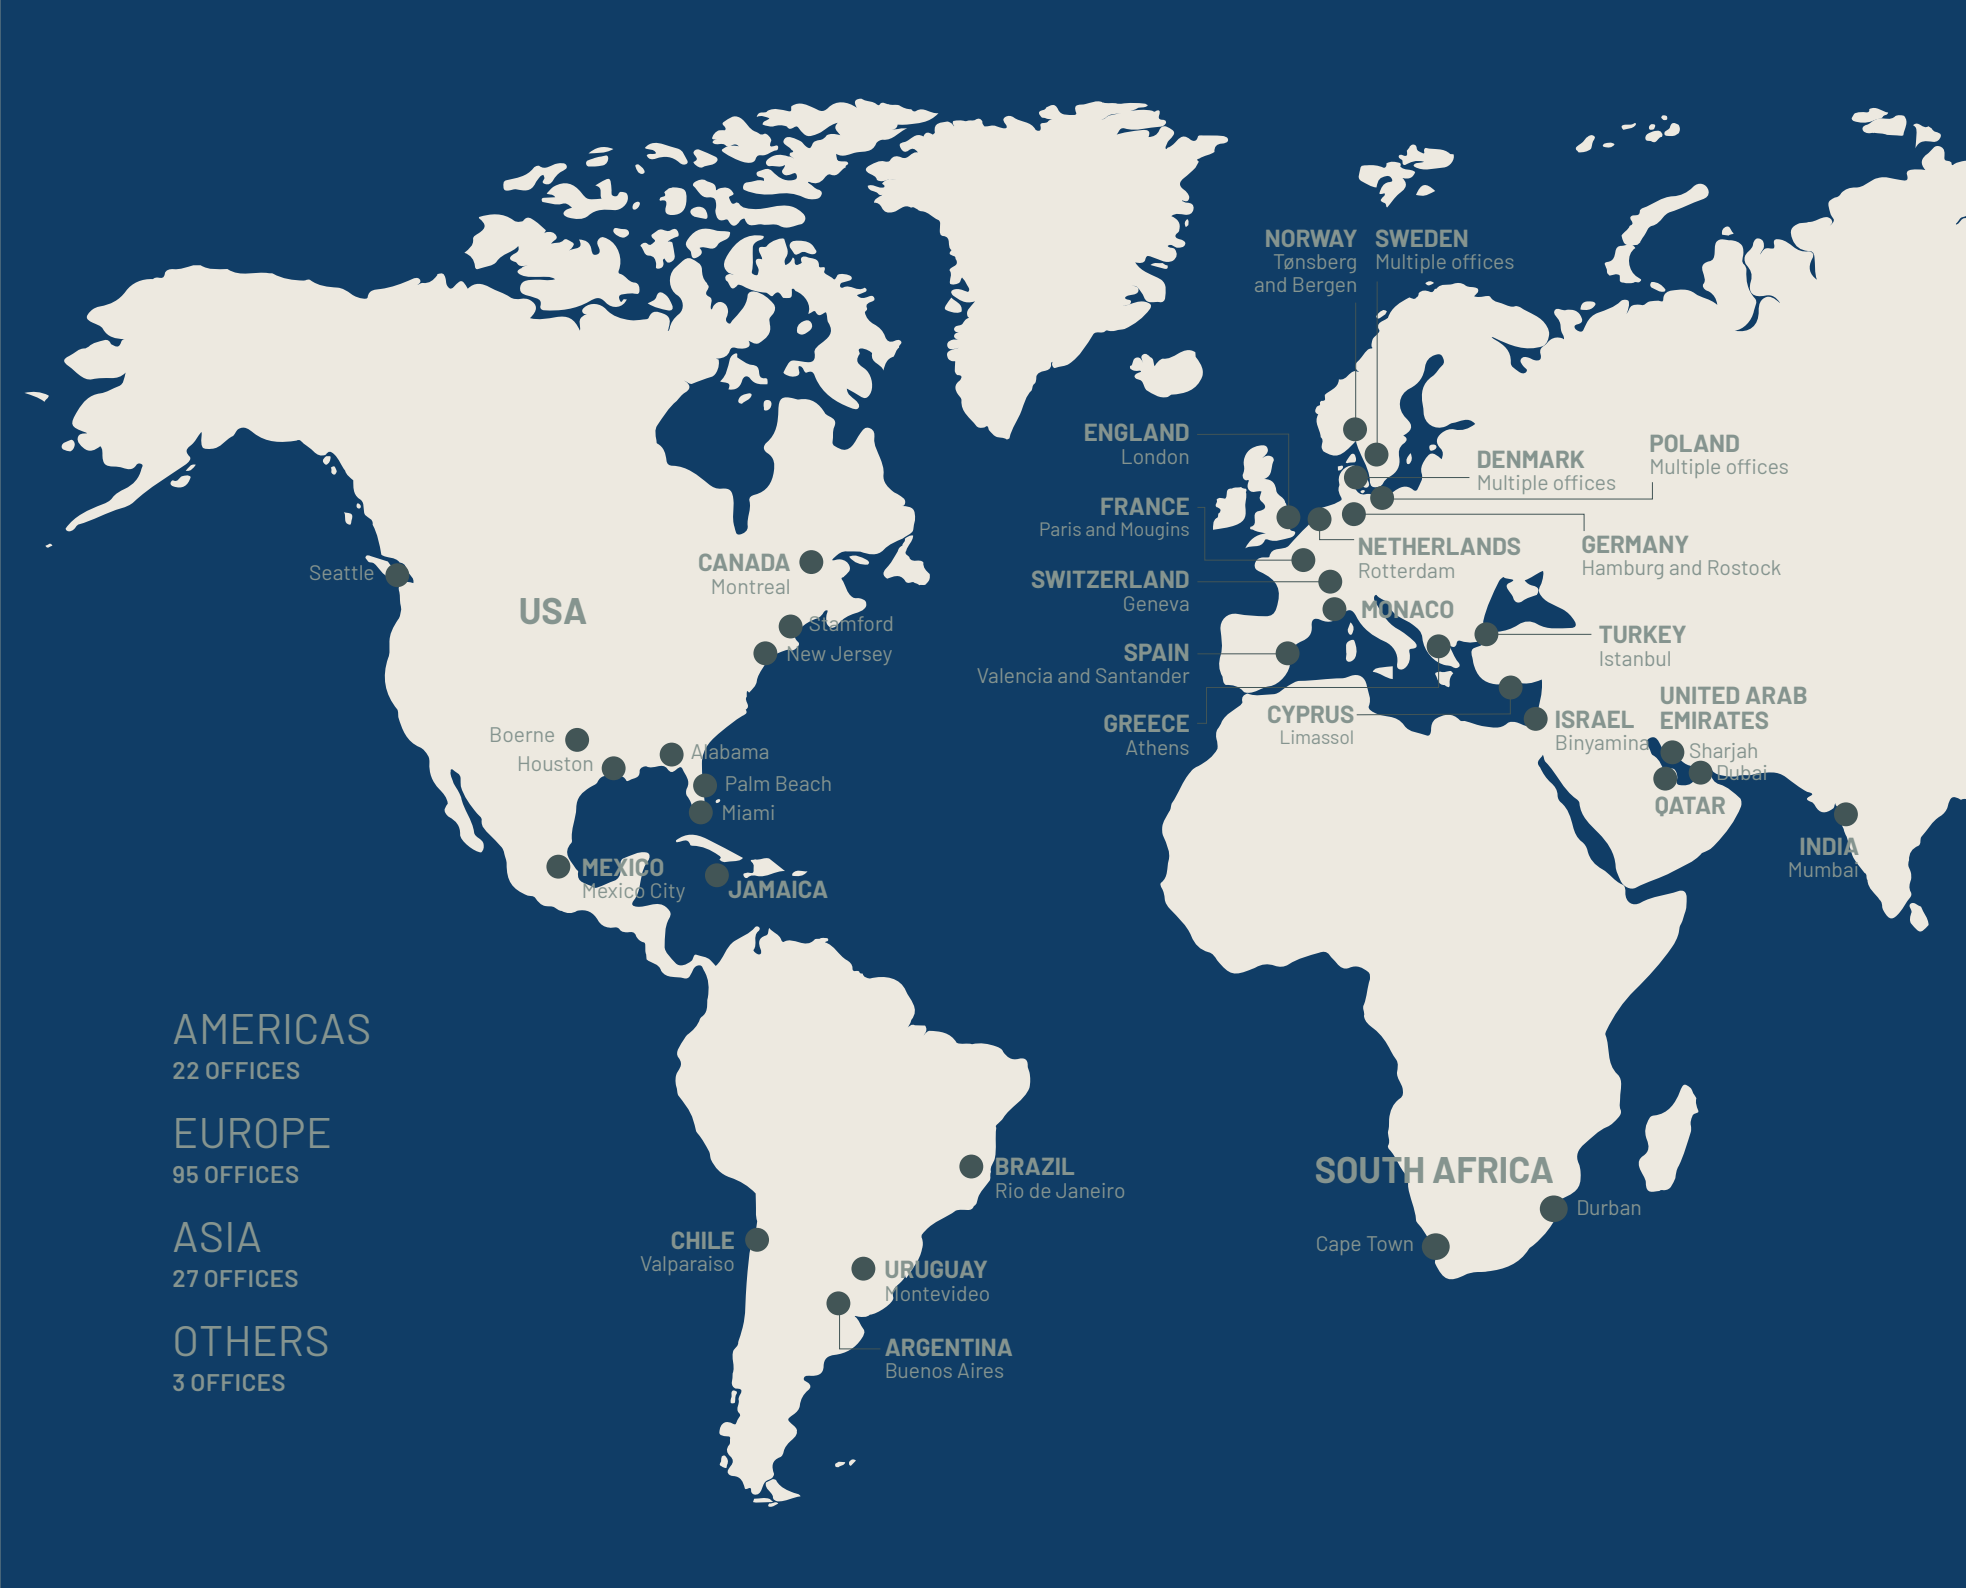 NORWAY
Tønsberg
and Bergen
SWEDEN
Multiple offices
ENGLAND
London
DENMARK
Multiple offices
POLAND
Multiple offices
FRANCE
Paris and Mougins
NETHERLANDS
Rotterdam
GERMANY
Hamburg and Rostock
SWITZERLAND
Geneva
MONACO
SPAIN
Valencia and Santander
TURKEY
Istanbul
GREECE
Athens
CYPRUS
Limassol
ISRAEL
Binyamina
UNITED ARAB
EMIRATES
Sharjah
Dubai
QATAR
INDIA
Mumbai
CANADA
Montreal
Seattle
USA
Stamford
New Jersey
Boerne
Houston
Alabama
Palm Beach
Miami
MEXICO
Mexico City
JAMAICA
BRAZIL
Rio de Janeiro
CHILE
Valparaiso
URUGUAY
Montevideo
ARGENTINA
Buenos Aires
SOUTH AFRICA
Durban
Cape Town
AMERICAS
22 OFFICES
EUROPE
95 OFFICES
ASIA
27 OFFICES
OTHERS
3 OFFICES